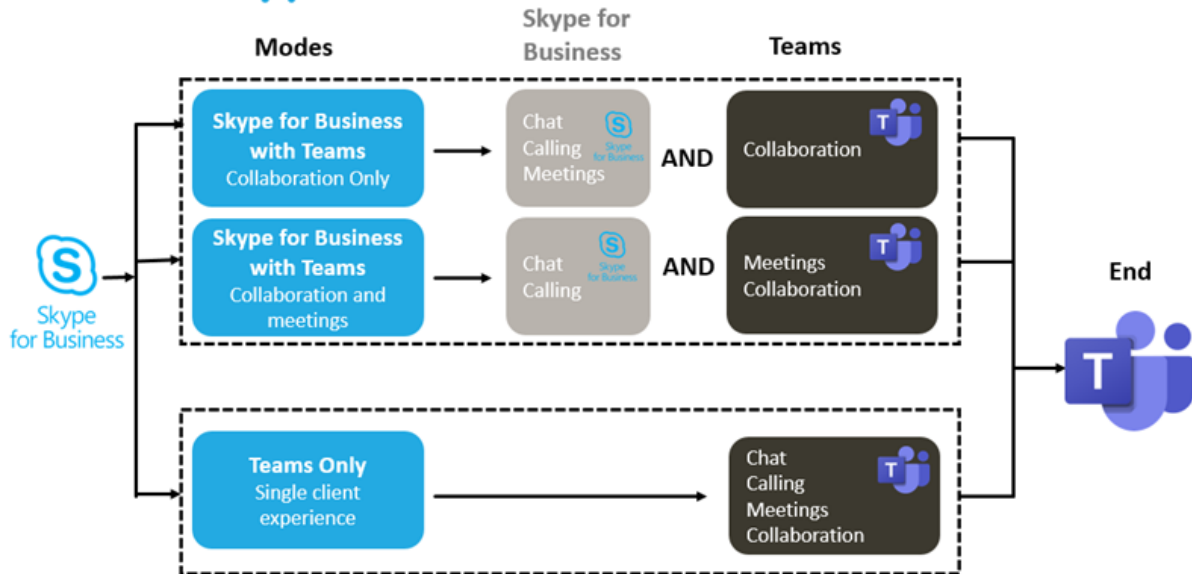 Modes
Skype for
Business
Teams
Skype for Business
with Teams
Collaboration Only
Chat
Calling
Meetings
S
Skype
for Business
AND
Collaboration
T
Skype for Business
with Teams
Collaboration and
meetings
Chat
Calling
S
Skype
for Business
AND
Meetings
Collaboration
T
S
Skype
for Business
End
T
Teams Only
Single client
experience
Chat
Calling
Meetings
Collaboration
T